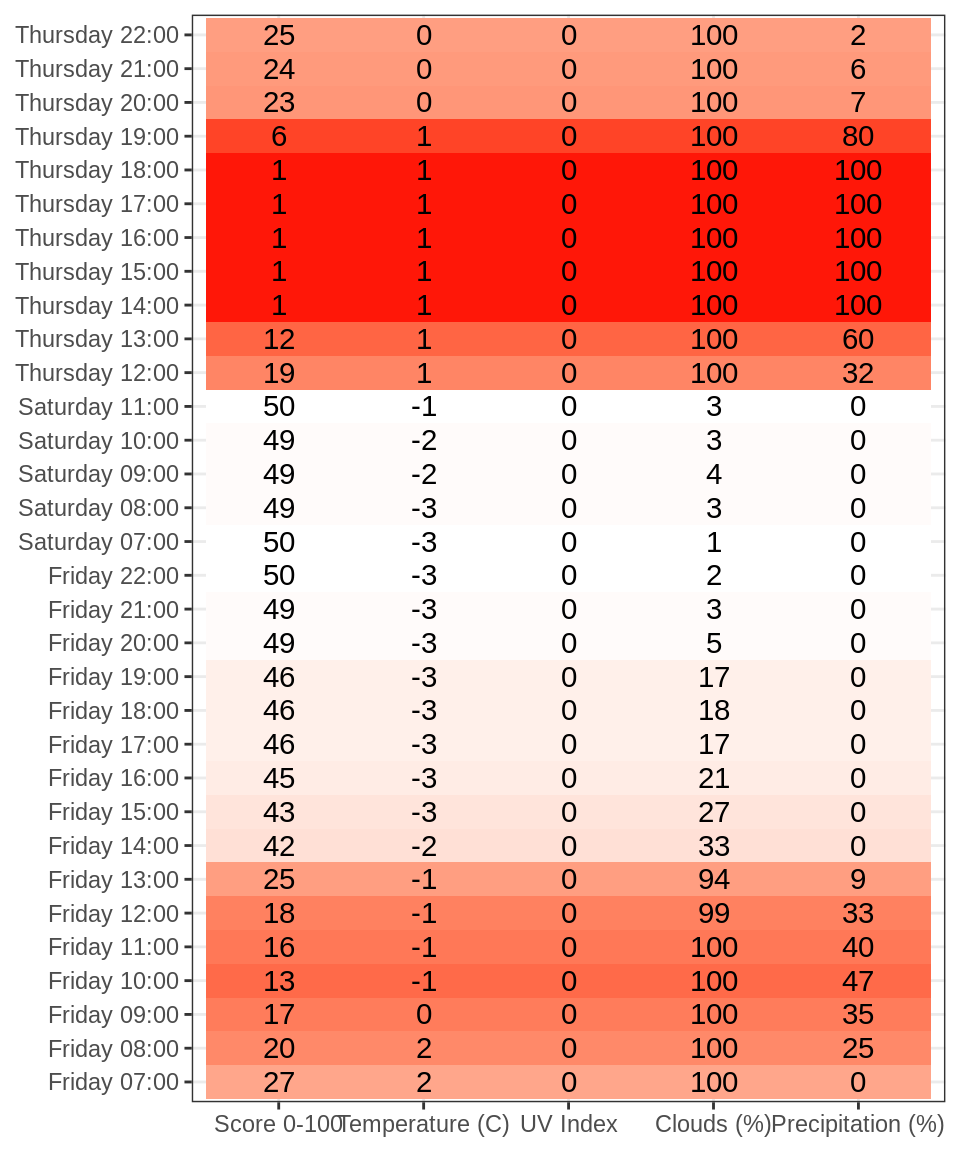 Thursday 22:00 25 0 0 100 2
Thursday 21:00 24 0 0 100 6
Thursday 20:00 23 0 0 100 7
Thursday 19:00 6 1 0 100 80
Thursday 18:00 1 1 0 100 100
Thursday 17:00 1 1 0 100 100
Thursday 16:00 1 1 0 100 100
Thursday 15:00 1 1 0 100 100
Thursday 14:00 1 1 0 100 100
Thursday 13:00 12 1 0 100 60
Thursday 12:00 19 1 0 100 32
Saturday 11:00 50 -1 0 3 0
Saturday 10:00 49 -2 0 3 0
Saturday 09:00 49 -2 0 4 0
Saturday 08:00 49 -3 0 3 0
Saturday 07:00 50 -3 0 1 0
Friday 22:00 50 -3 0 2 0
Friday 21:00 49 -3 0 3 0
Friday 20:00 49 -3 0 5 0
Friday 19:00 46 -3 0 17 0
Friday 18:00 46 -3 0 18 0
Friday 17:00 46 -3 0 17 0
Friday 16:00 45 -3 0 21 0
Friday 15:00 43 -3 0 27 0
Friday 14:00 42 -2 0 33 0
Friday 13:00 25 -1 0 94 9
Friday 12:00 18 -1 0 99 33
Friday 11:00 16 -1 0 100 40
Friday 10:00 13 -1 0 100 47
Friday 09:00 17 0 0 100 35
Friday 08:00 20 2 0 100 25
Friday 07:00 27 2 0 100 0
Score 0-100 Temperature (C) UV Index Clouds (%) Precipitation (%)